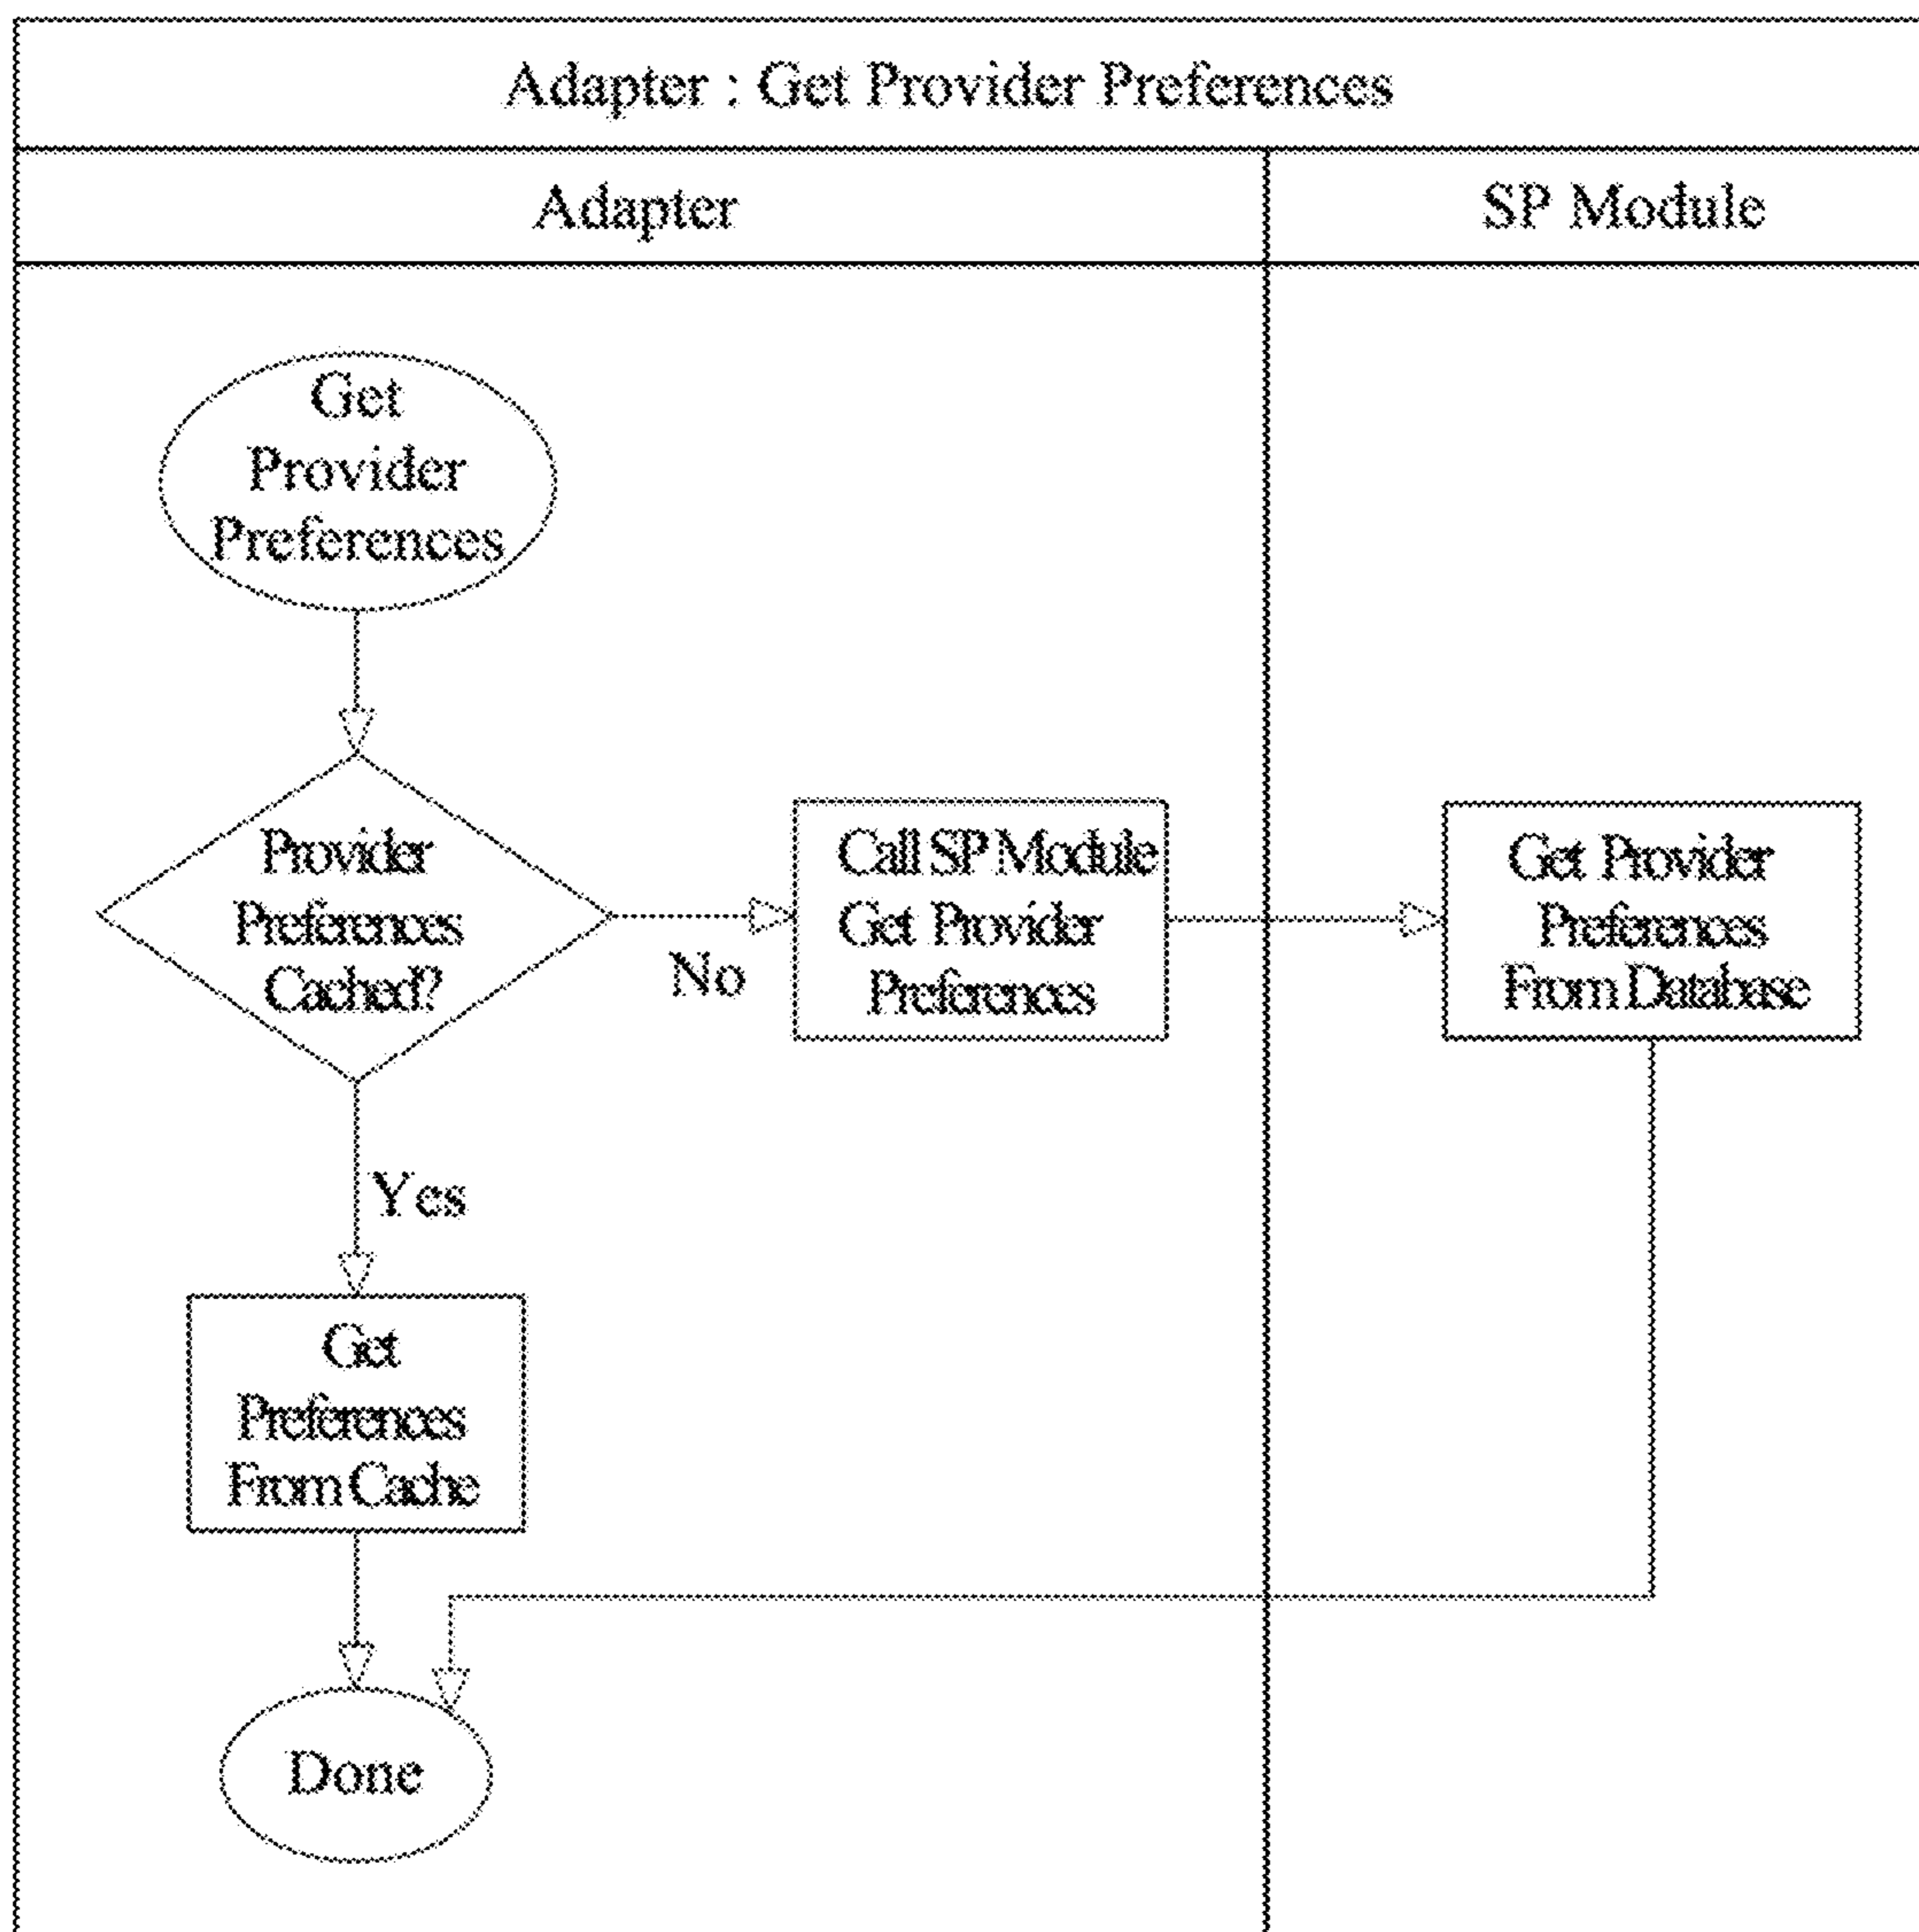 Adapter : Get Provider Preferences
Adapter
SP Module
Get
Provider
Preferences
Provider
Preferences
Cached?
No
Call SP Module
Get Provider
Preferences
Get Provider
Preferences
From Database
Yes
Get
Preferences
From Cache
Done